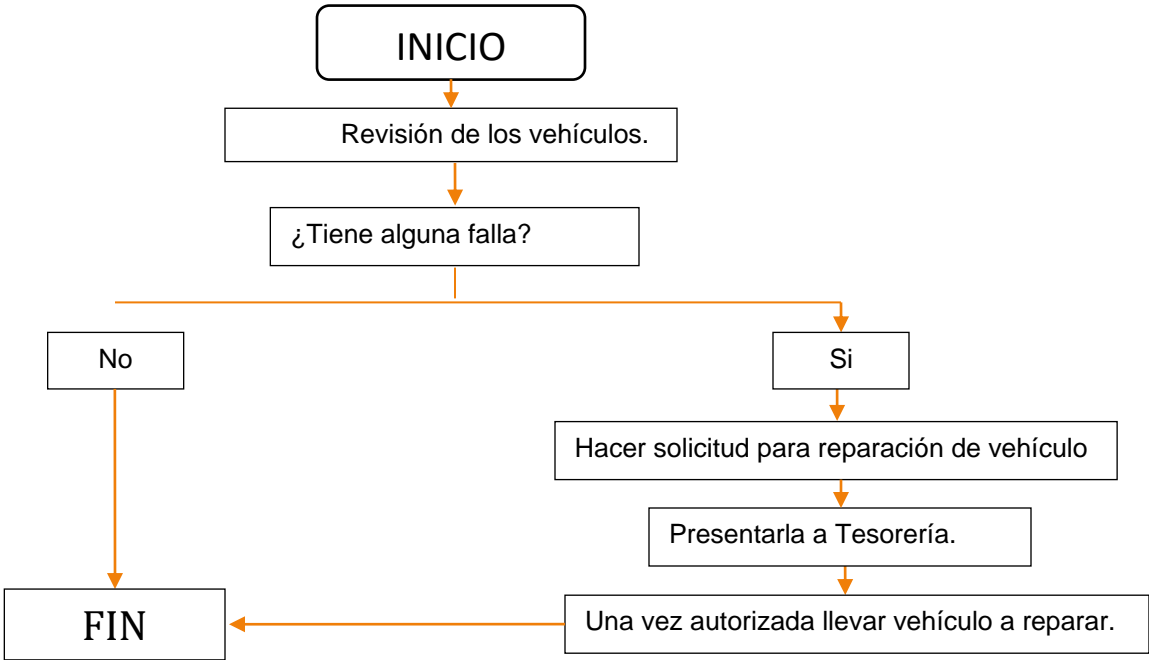 INICIO
Revisión de los vehículos.
¿Tiene alguna falla?
No
Si
Hacer solicitud para reparación de vehículo
Presentarla a Tesorería.
Una vez autorizada llevar vehículo a reparar.
FIN